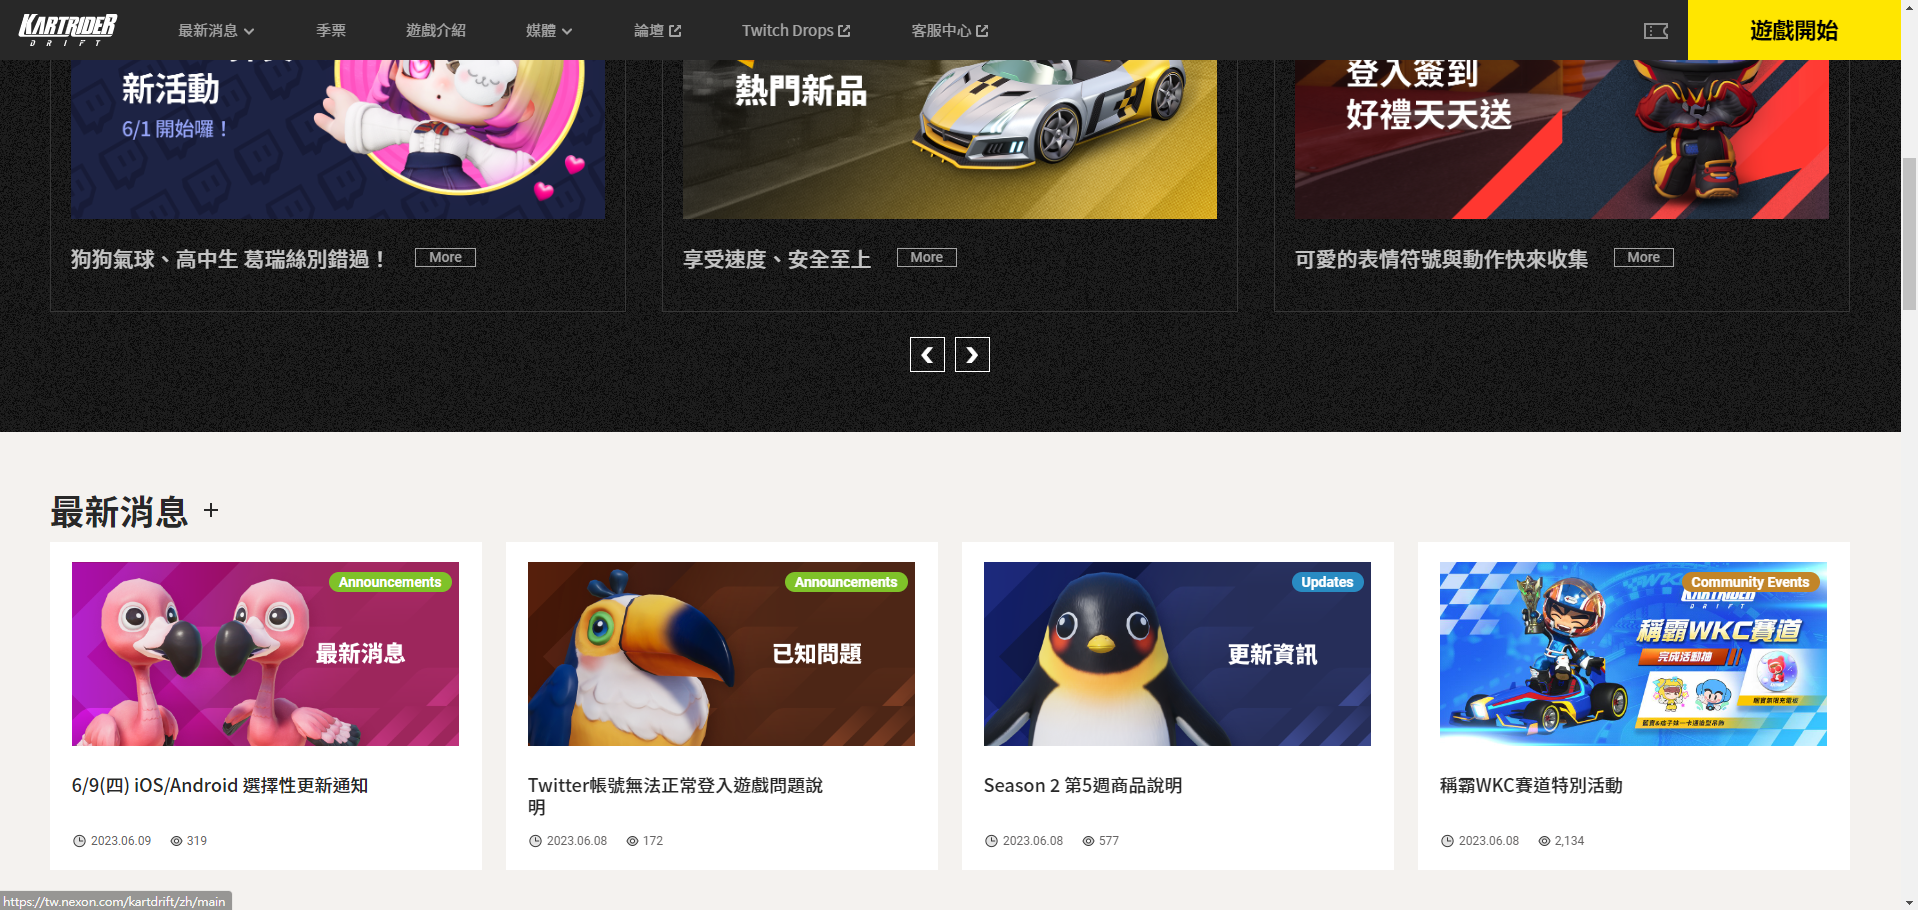 KARTRIDER
DRIFT
最新消息
季票
遊戲介紹
媒體
論壇
Twitch Drops
客服中心
遊戲開始
新活動
6/1 開始囉！
熱門新品
登入簽到
好禮天天送
狗狗氣球、高中生 葛瑞絲別錯過！
More
享受速度、安全至上
More
可愛的表情符號與動作快來收集
More
最新消息 +
Announcements
最新消息
6/9(四) iOS/Android 選擇性更新通知
2023.06.09
319
Announcements
已知問題
Twitter帳號無法正常登入遊戲問題說
明
2023.06.08
172
Updates
更新資訊
Season 2 第5週商品說明
2023.06.08
577
Community Events
KARTRIDER
DRIFT
稱霸WKC賽道
完成活動抽
稱霸WKC賽道特別活動
2023.06.08
2,134
https://tw.nexon.com/kartdrift/zh/main